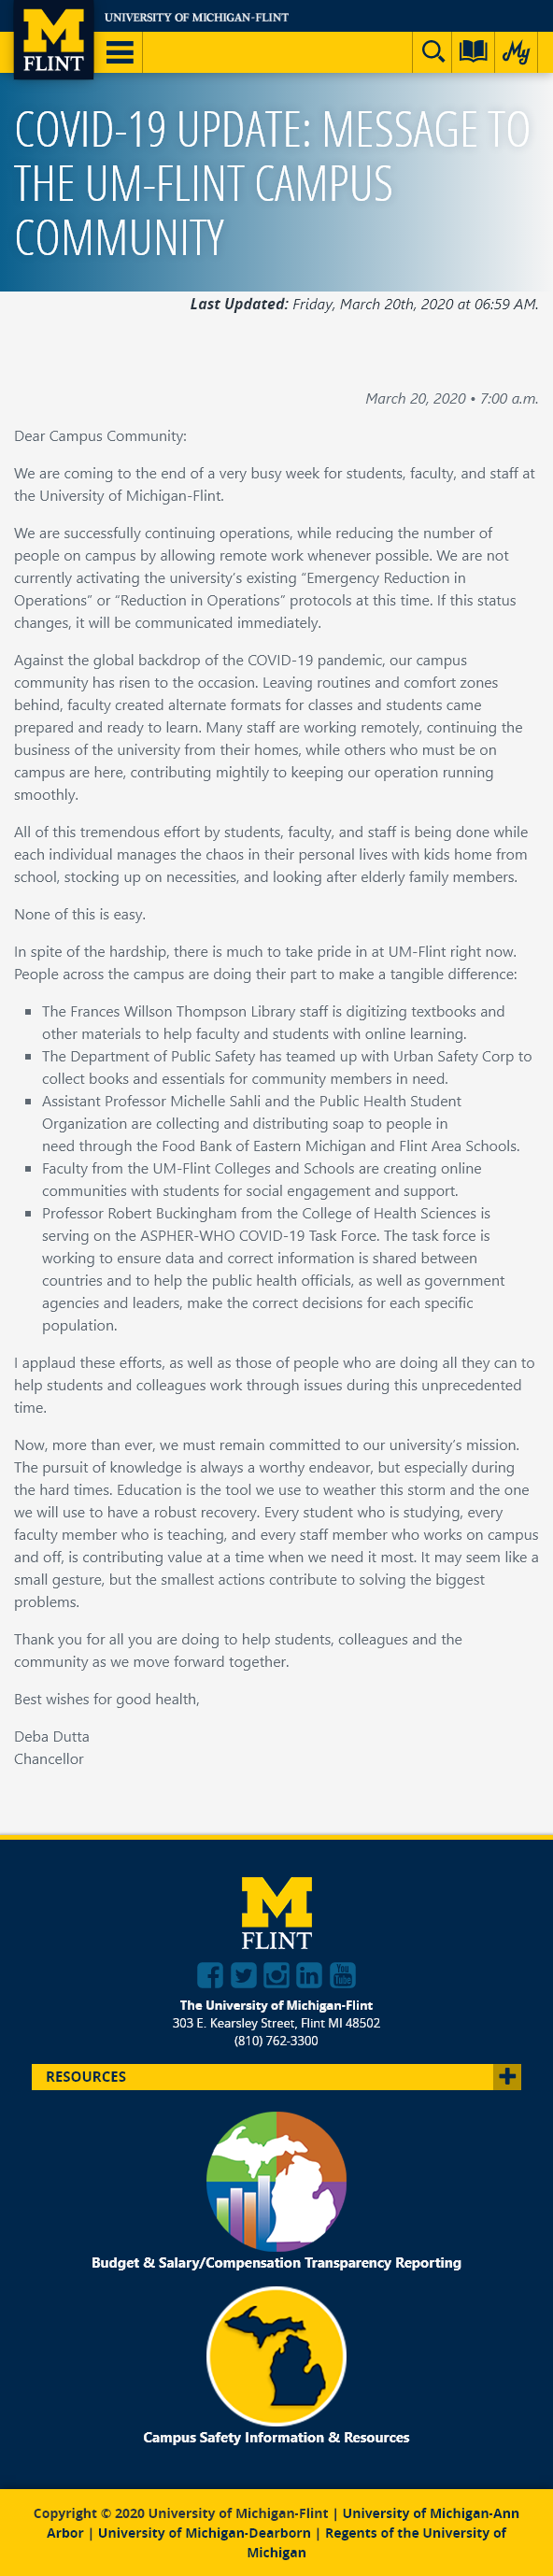 UNIVERSITY OF MICHIGAN-FLINT
M
FLINT
My
COVID-19 UPDATE: MESSAGE TO
THE UM-FLINT CAMPUS
COMMUNITY
Last Updated: Friday, March 20th, 2020 at 06:59 AM.
March 20, 2020 • 7:00 a.m.
Dear Campus Community:
We are coming to the end of a very busy week for students, faculty, and staff at
the University of Michigan-Flint.
We are successfully continuing operations, while reducing the number of
people on campus by allowing remote work whenever possible. We are not
currently activating the university’s existing “Emergency Reduction in
Operations” or “Reduction in Operations” protocols at this time. If this status
changes, it will be communicated immediately.
Against the global backdrop of the COVID-19 pandemic, our campus
community has risen to the occasion. Leaving routines and comfort zones
behind, faculty created alternate formats for classes and students came
prepared and ready to learn. Many staff are working remotely, continuing the
business of the university from their homes, while others who must be on
campus are here, contributing mightily to keeping our operation running
smoothly.
All of this tremendous effort by students, faculty, and staff is being done while
each individual manages the chaos in their personal lives with kids home from
school, stocking up on necessities, and looking after elderly family members.
None of this is easy.
In spite of the hardship, there is much to take pride in at UM-Flint right now.
People across the campus are doing their part to make a tangible difference:
▪ The Frances Willson Thompson Library staff is digitizing textbooks and
other materials to help faculty and students with online learning.
▪ The Department of Public Safety has teamed up with Urban Safety Corp to
collect books and essentials for community members in need.
▪ Assistant Professor Michelle Sahli and the Public Health Student
Organization are collecting and distributing soap to people in
need through the Food Bank of Eastern Michigan and Flint Area Schools.
▪ Faculty from the UM-Flint Colleges and Schools are creating online
communities with students for social engagement and support.
▪ Professor Robert Buckingham from the College of Health Sciences is
serving on the ASPHER-WHO COVID-19 Task Force. The task force is
working to ensure data and correct information is shared between
countries and to help the public health officials, as well as government
agencies and leaders, make the correct decisions for each specific
population.
I applaud these efforts, as well as those of people who are doing all they can to
help students and colleagues work through issues during this unprecedented
time.
Now, more than ever, we must remain committed to our university’s mission.
The pursuit of knowledge is always a worthy endeavor, but especially during
the hard times. Education is the tool we use to weather this storm and the one
we will use to have a robust recovery. Every student who is studying, every
faculty member who is teaching, and every staff member who works on campus
and off, is contributing value at a time when we need it most. It may seem like a
small gesture, but the smallest actions contribute to solving the biggest
problems.
Thank you for all you are doing to help students, colleagues and the
community as we move forward together.
Best wishes for good health,
Deba Dutta
Chancellor
M
FLINT
You
Tube
The University of Michigan-Flint
303 E. Kearsley Street, Flint MI 48502
(810) 762-3300
RESOURCES
Budget & Salary/Compensation Transparency Reporting
Campus Safety Information & Resources
Copyright © 2020 University of Michigan-Flint | University of Michigan-Ann
Arbor | University of Michigan-Dearborn | Regents of the University of
Michigan